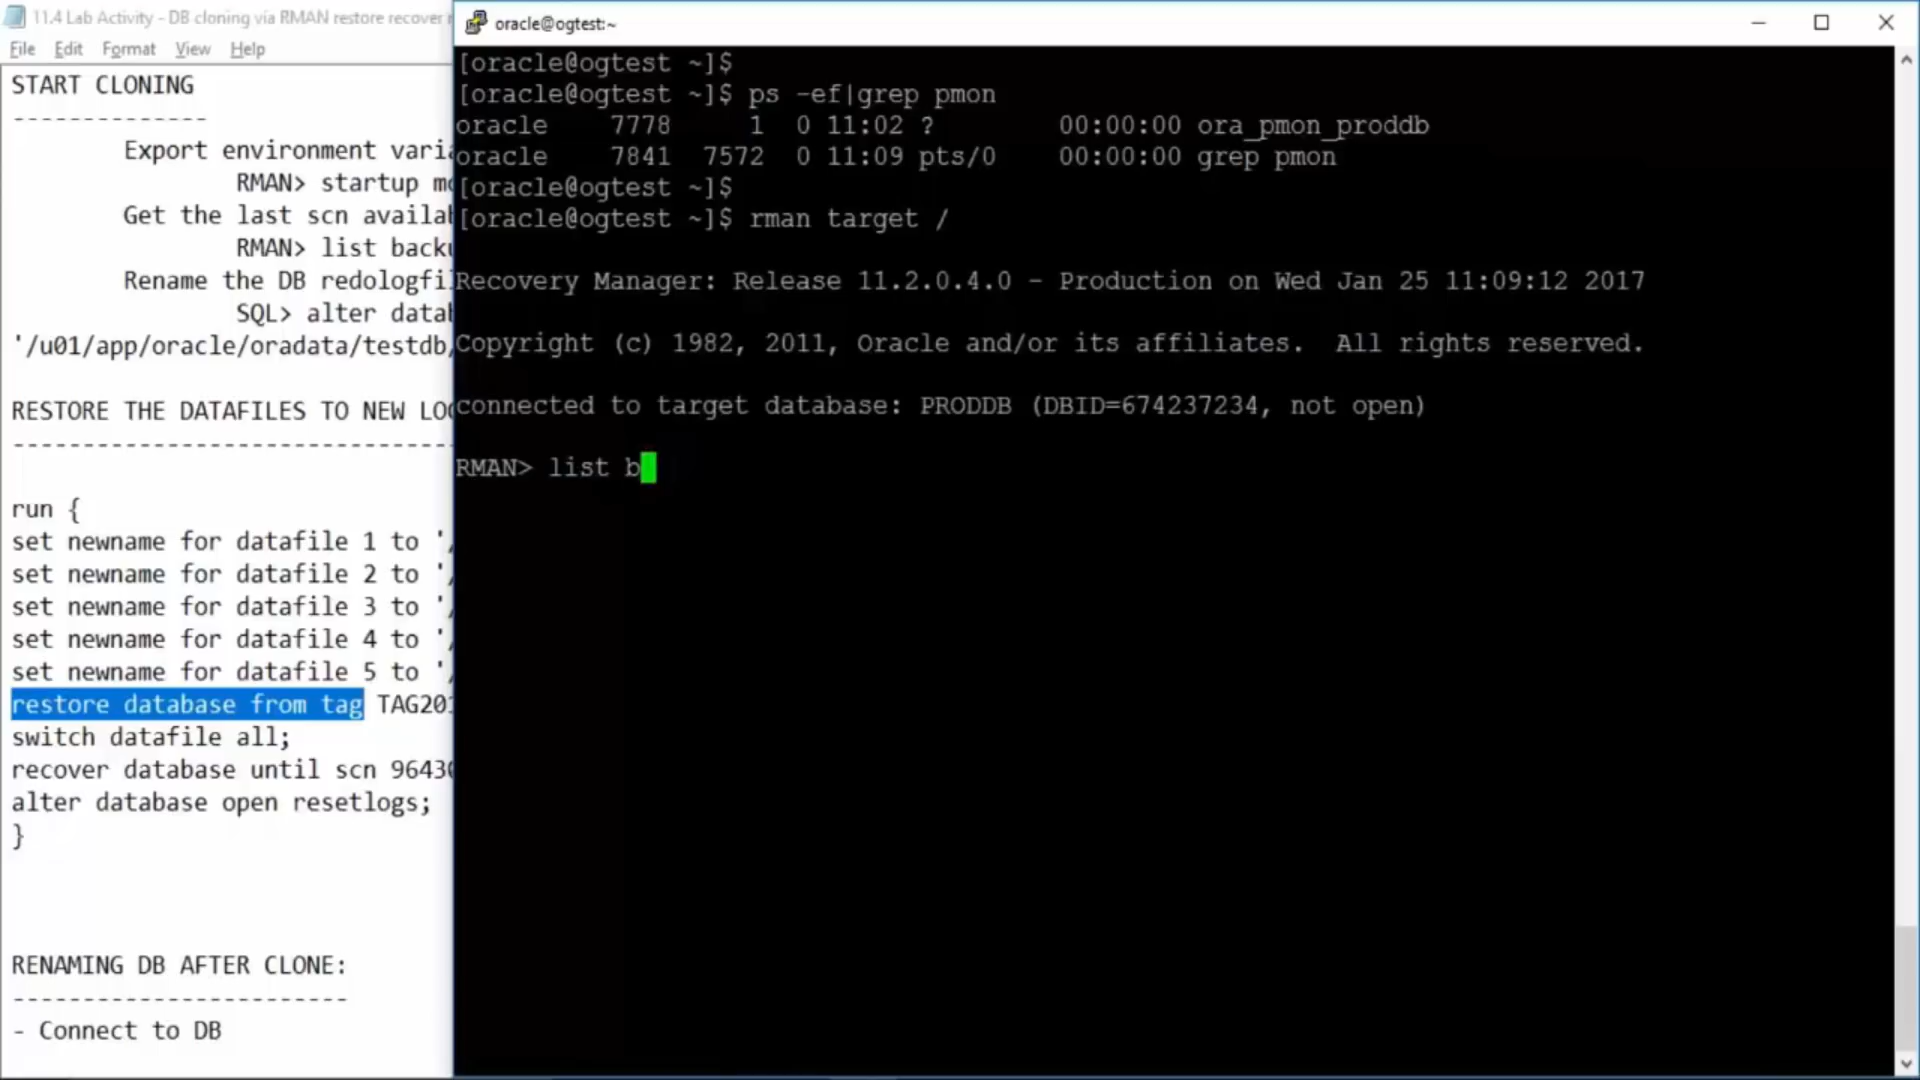 11.4 Lab Activity - DB cloning via RMAN restore recover
File Edit Format View Help
START CLONING
--------------
Export environment
RMAN> startup
Get the last scn
RMAN> list
Rename the DB
SQL> alter
'/u01/app/oracle/oradata/testdb/
RESTORE THE DATAFILES TO NEW
run {
set newname for datafile 1 to '/
set newname for datafile 2 to '/
set newname for datafile 3 to '/
set newname for datafile 4 to '/
set newname for datafile 5 to '/
restore database from tag
switch datafile all;
recover database until scn
alter database open resetlogs;
}
RENAMING DB AFTER CLONE:
------------------------
- Connect to DB
oracle@ogtest:~
[oracle@ogtest ~]$
[oracle@ogtest ~]$ ps -ef|grep pmon
oracle 7778 1 0 11:02 ? 00:00:00 ora_pmon_proddb
oracle 7841 7572 0 11:09 pts/0 00:00:00 grep pmon
[oracle@ogtest ~]$
[oracle@ogtest ~]$ rman target /
Recovery Manager: Release 11.2.0.4.0 - Production on Wed Jan 25 11:09:12 2017
Copyright (c) 1982, 2011, Oracle and/or its affiliates. All rights reserved.
connected to target database: PRODDB (DBID=674237234, not open)
RMAN> list b